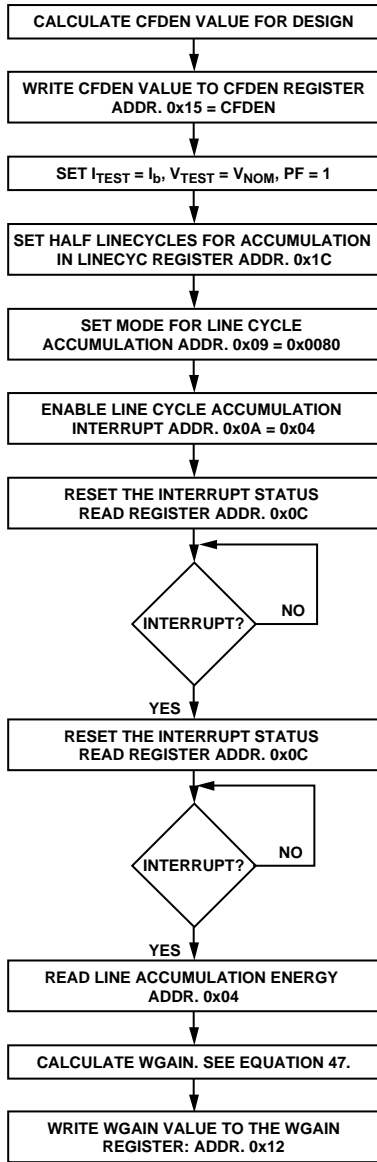 CALCULATE CFDEN VALUE FOR DESIGN
WRITE CFDEN VALUE TO CFDEN REGISTER
ADDR. 0x15 = CFDEN
SET I_TEST = I_b, V_TEST = V_NOM, PF = 1
SET HALF LINECYCLES FOR ACCUMULATION
IN LINECYC REGISTER ADDR. 0x1C
SET MODE FOR LINE CYCLE
ACCUMULATION ADDR. 0x09 = 0x0080
ENABLE LINE CYCLE ACCUMULATION
INTERRUPT ADDR. 0x0A = 0x04
RESET THE INTERRUPT STATUS
READ REGISTER ADDR. 0x0C
INTERRUPT?
NO
YES
RESET THE INTERRUPT STATUS
READ REGISTER ADDR. 0x0C
INTERRUPT?
NO
YES
READ LINE ACCUMULATION ENERGY
ADDR. 0x04
CALCULATE WGAIN. SEE EQUATION 47.
WRITE WGAIN VALUE TO THE WGAIN
REGISTER: ADDR. 0x12